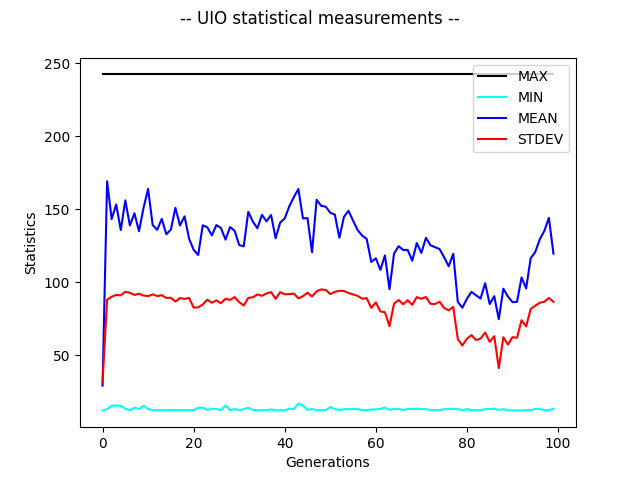 -- UIO statistical measurements --
250
200
150
100
50
Statistics
MAX
MIN
MEAN
STDEV
0 20 40 60 80 100
Generations